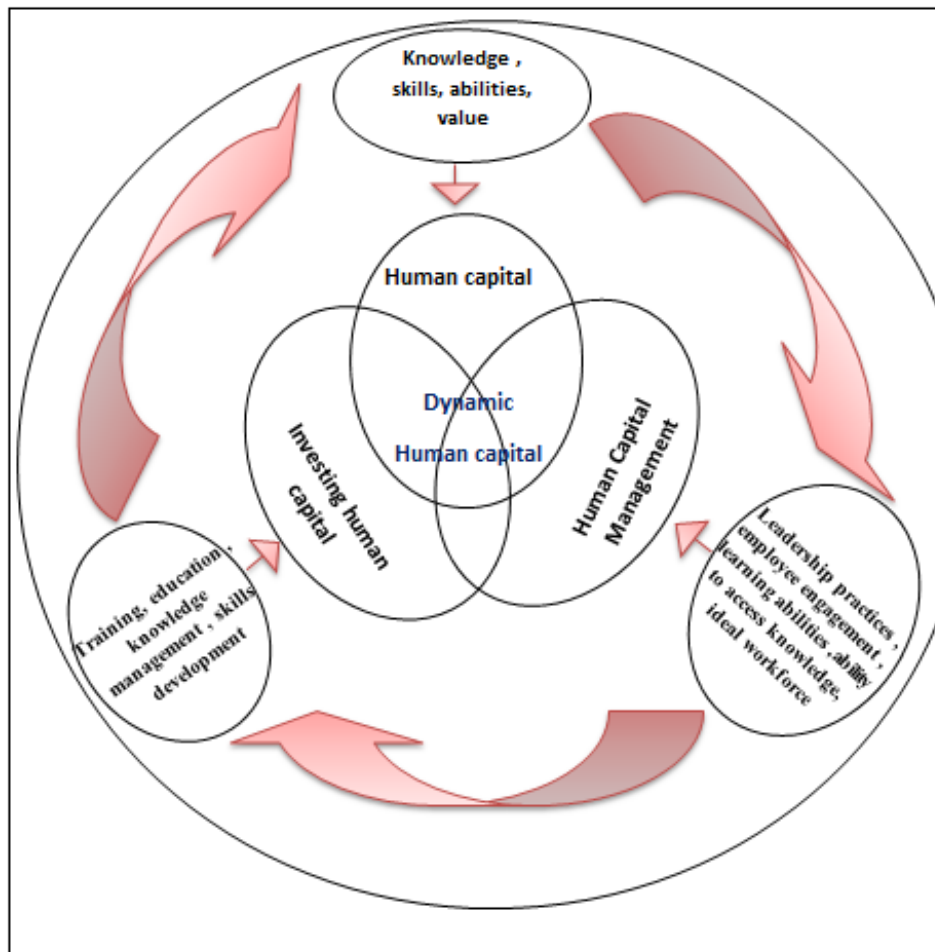 Knowledge ,
skills, abilities,
value
Human capital
Dynamic
Human capital
Investing human
capital
Human Capital
Management
Training, education ,
knowledge
management , skills
development
Leadership practices ,
employee engagement ,
learning abilities ,ability
to access knowledge,
ideal workforce